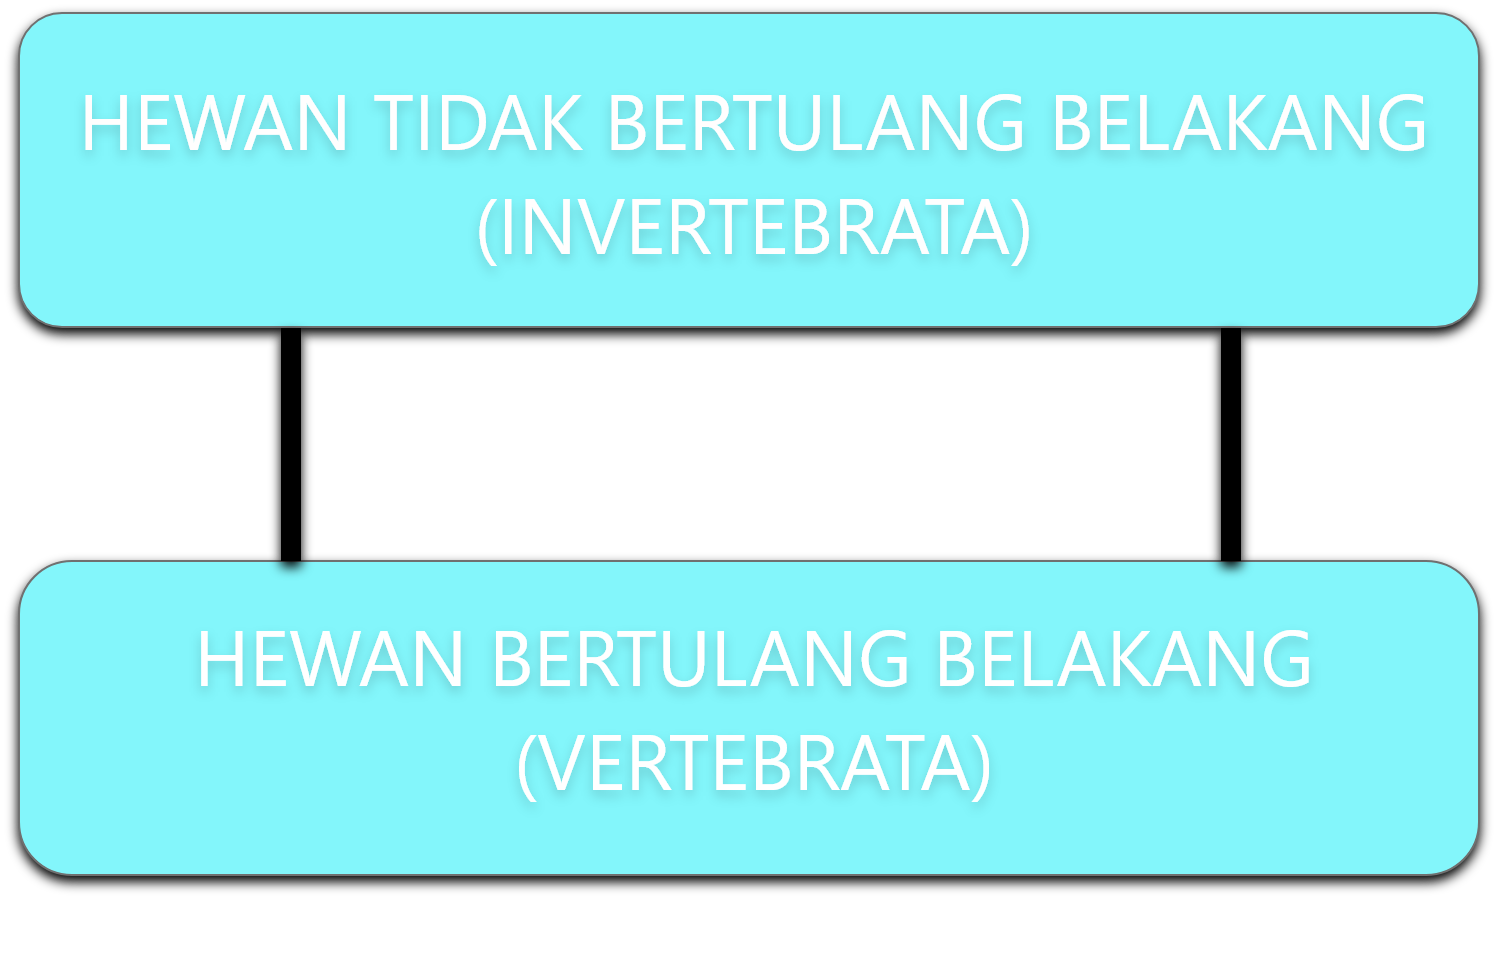 HEWAN TIDAK BERTULANG BELAKANG
(INVERTEBRATA)
HEWAN BERTULANG BELAKANG
(VERTEBRATA)